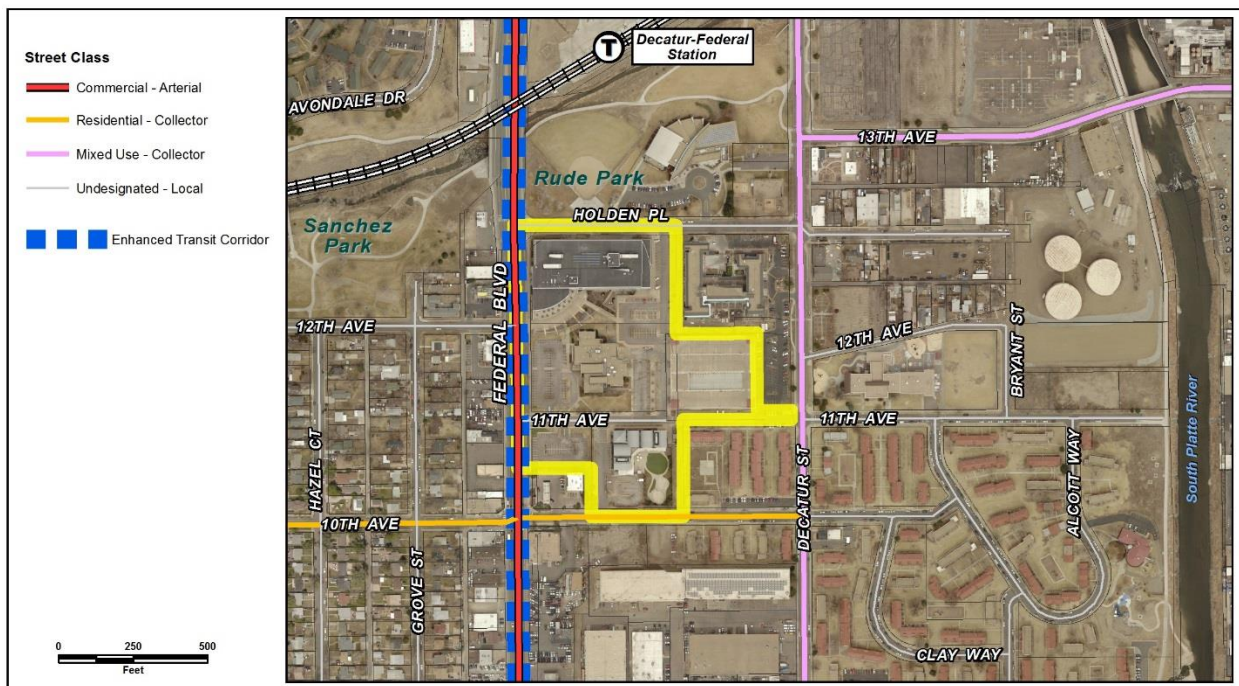 Street Class
Commercial - Arterial
Residential - Collector
Mixed Use - Collector
Undesignated - Local
Enhanced Transit Corridor
0 250 500
Feet
T
Decatur-Federal
Station
AVONDALE DR
13TH AVE
Rude Park
HOLDEN PL
Sanchez
Park
FEDERAL BLVD
12TH AVE
12TH AVE
BRYANT ST
11TH AVE
11TH AVE
HAZEL CT
GROVE ST
10TH AVE
DECATUR ST
ALCOTT WAY
South Platte River
CLAY WAY